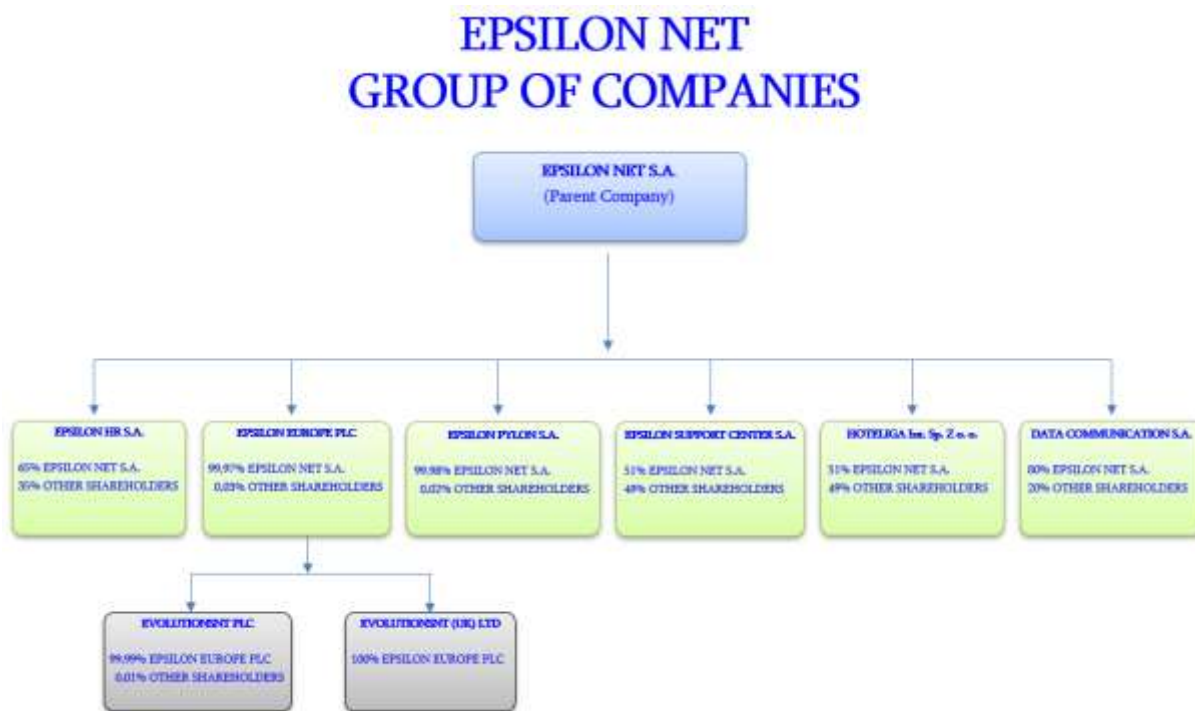 EPSILON NET
GROUP OF COMPANIES
EPSILON NET S.A.
(Parent Company)
EPSILON HR S.A.
65% EPSILON NET S.A.
35% OTHER SHAREHOLDERS
EPSILON EUROPE PLC
99,97% EPSILON NET S.A.
0,03% OTHER SHAREHOLDERS
EPSILON PYLON S.A.
99,98% EPSILON NET S.A.
0,02% OTHER SHAREHOLDERS
EPSILON SUPPORT CENTER S.A.
51% EPSILON NET S.A.
49% OTHER SHAREHOLDERS
HOTELIGA Sp. Z o. o.
51% EPSILON NET S.A.
49% OTHER SHAREHOLDERS
DATA COMMUNICATION S.A.
80% EPSILON NET S.A.
20% OTHER SHAREHOLDERS
EVOLUTIONSNT PLC
99,99% EPSILON EUROPE PLC
0,01% OTHER SHAREHOLDERS
EVOLUTIONSNT (UK) LTD
100% EPSILON EUROPE PLC